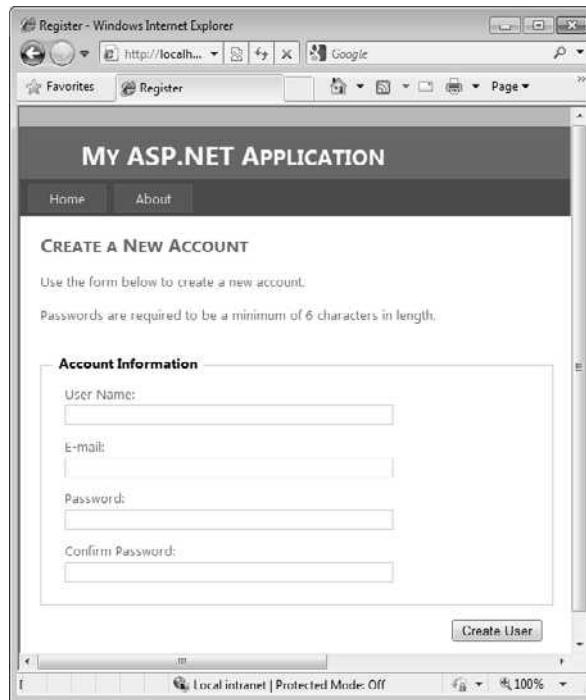 Register - Windows Internet Explorer
http://localh...
Google
Favorites
Register
Page
MY ASP.NET APPLICATION
Home
About
CREATE A NEW ACCOUNT
Use the form below to create a new account.
Passwords are required to be a minimum of 6 characters in length.
Account Information
User Name:
E-mail:
Password:
Confirm Password:
Create User
Local intranet | Protected Mode: Off
100%